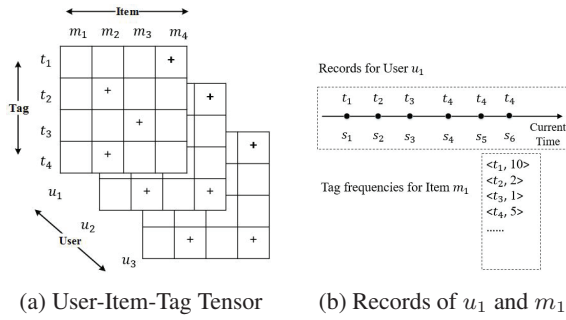 Item
m₁ m₂ m₃ m₄
t₁ +
Tag
t₂ + +
t₃ + +
t₄ +
u₁ + +
u₂
User
u₃ + +
(a) User-Item-Tag Tensor
Records for User u₁
t₁ t₂ t₃ t₄ t₄ t₄
s₁ s₂ s₃ s₄ s₅ s₆
Current
Time
Tag frequencies for Item m₁
<t₁, 10>
<t₂, 2>
<t₃, 1>
<t₄, 5>
......
(b) Records of u₁ and m₁